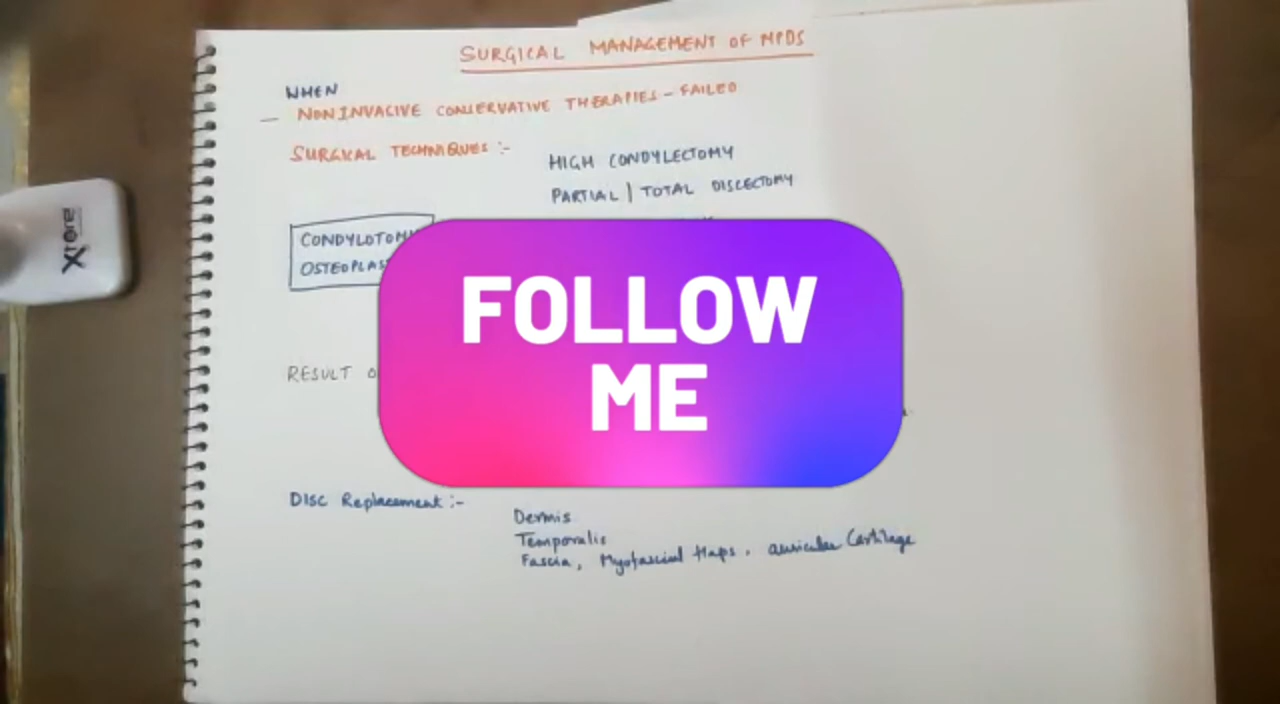 SURGICAL MANAGEMENT OF MPDS
WHEN
— NONINVACIVE CONSERVATIVE THERAPIES - FAILED
SURGICAL TECHNIQUES :-
HIGH CONDYLECTOMY
PARTIAL | TOTAL DISCECTOMY
CONDYLOTOMY
OSTEOPLAS
FOLLOW
ME
RESULT O
DISC Replacement :-
Dermis
Temporalis
Fascia, Myofascial flaps, auricular Cartilage
Xtore